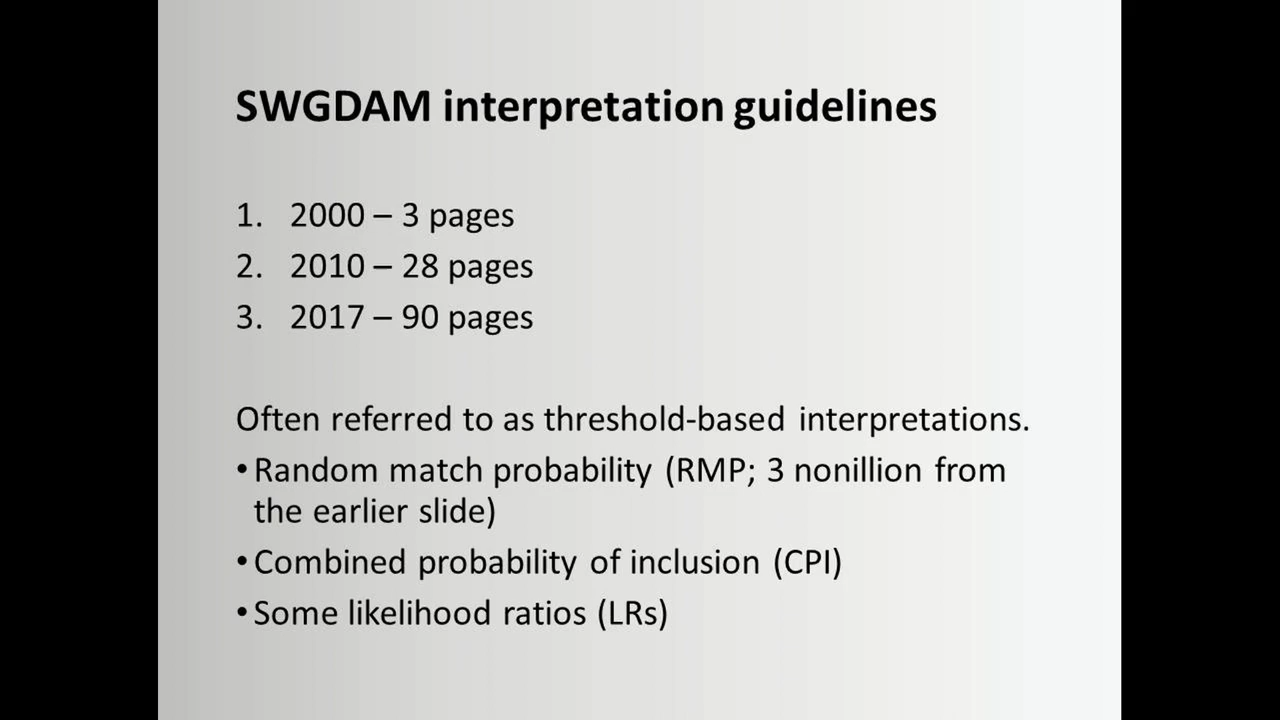 SWGDAM interpretation guidelines
1. 2000 – 3 pages
2. 2010 – 28 pages
3. 2017 – 90 pages
Often referred to as threshold-based interpretations.
• Random match probability (RMP; 3 nonillion from
the earlier slide)
• Combined probability of inclusion (CPI)
• Some likelihood ratios (LRs)